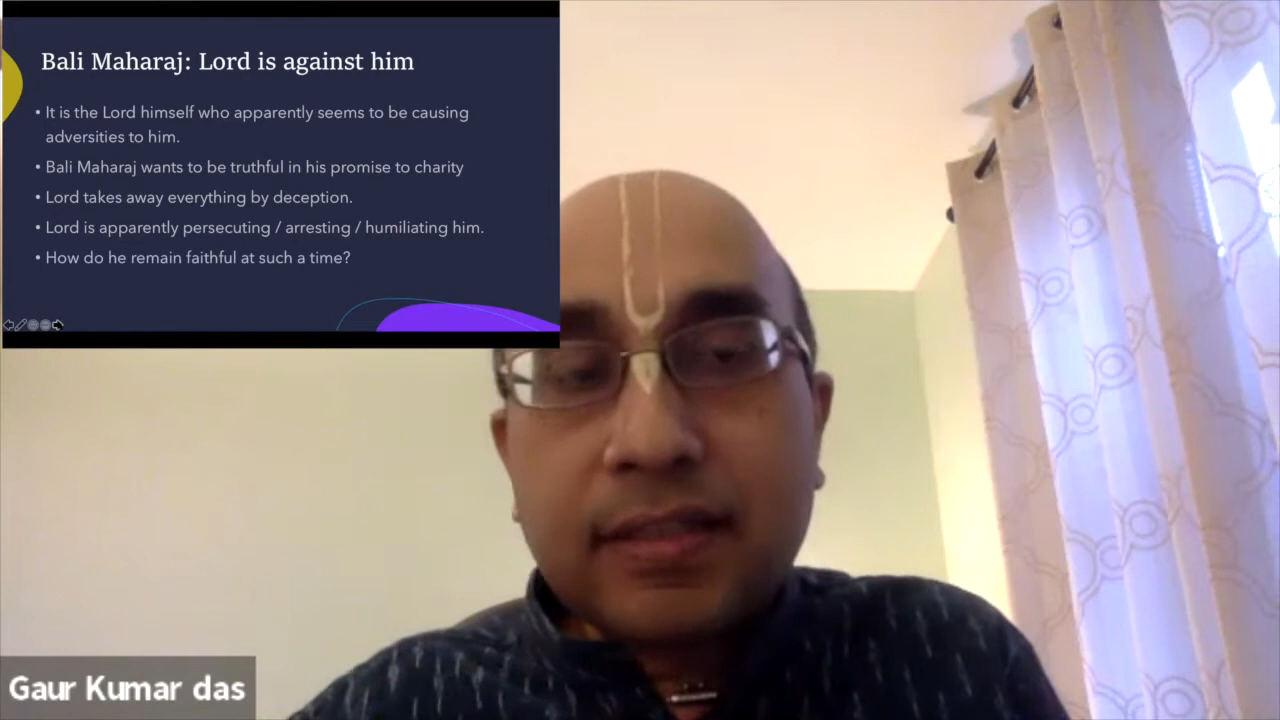 Bali Maharaj: Lord is against him
• It is the Lord himself who apparently seems to be causing
adversities to him.
• Bali Maharaj wants to be truthful in his promise to charity
• Lord takes away everything by deception.
• Lord is apparently persecuting / arresting / humiliating him.
• How do he remain faithful at such a time?
Gaur Kumar das